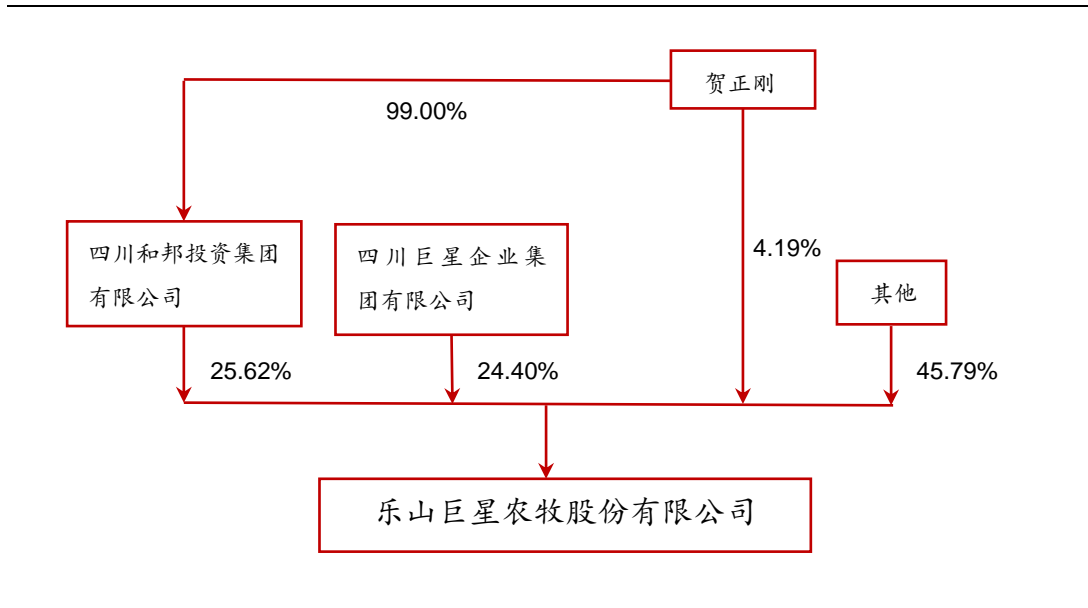 贺正刚
99.00%
四川和邦投资集团
有限公司
四川巨星企业集
团有限公司
4.19%
其他
25.62%
24.40%
45.79%
乐山巨星农牧股份有限公司